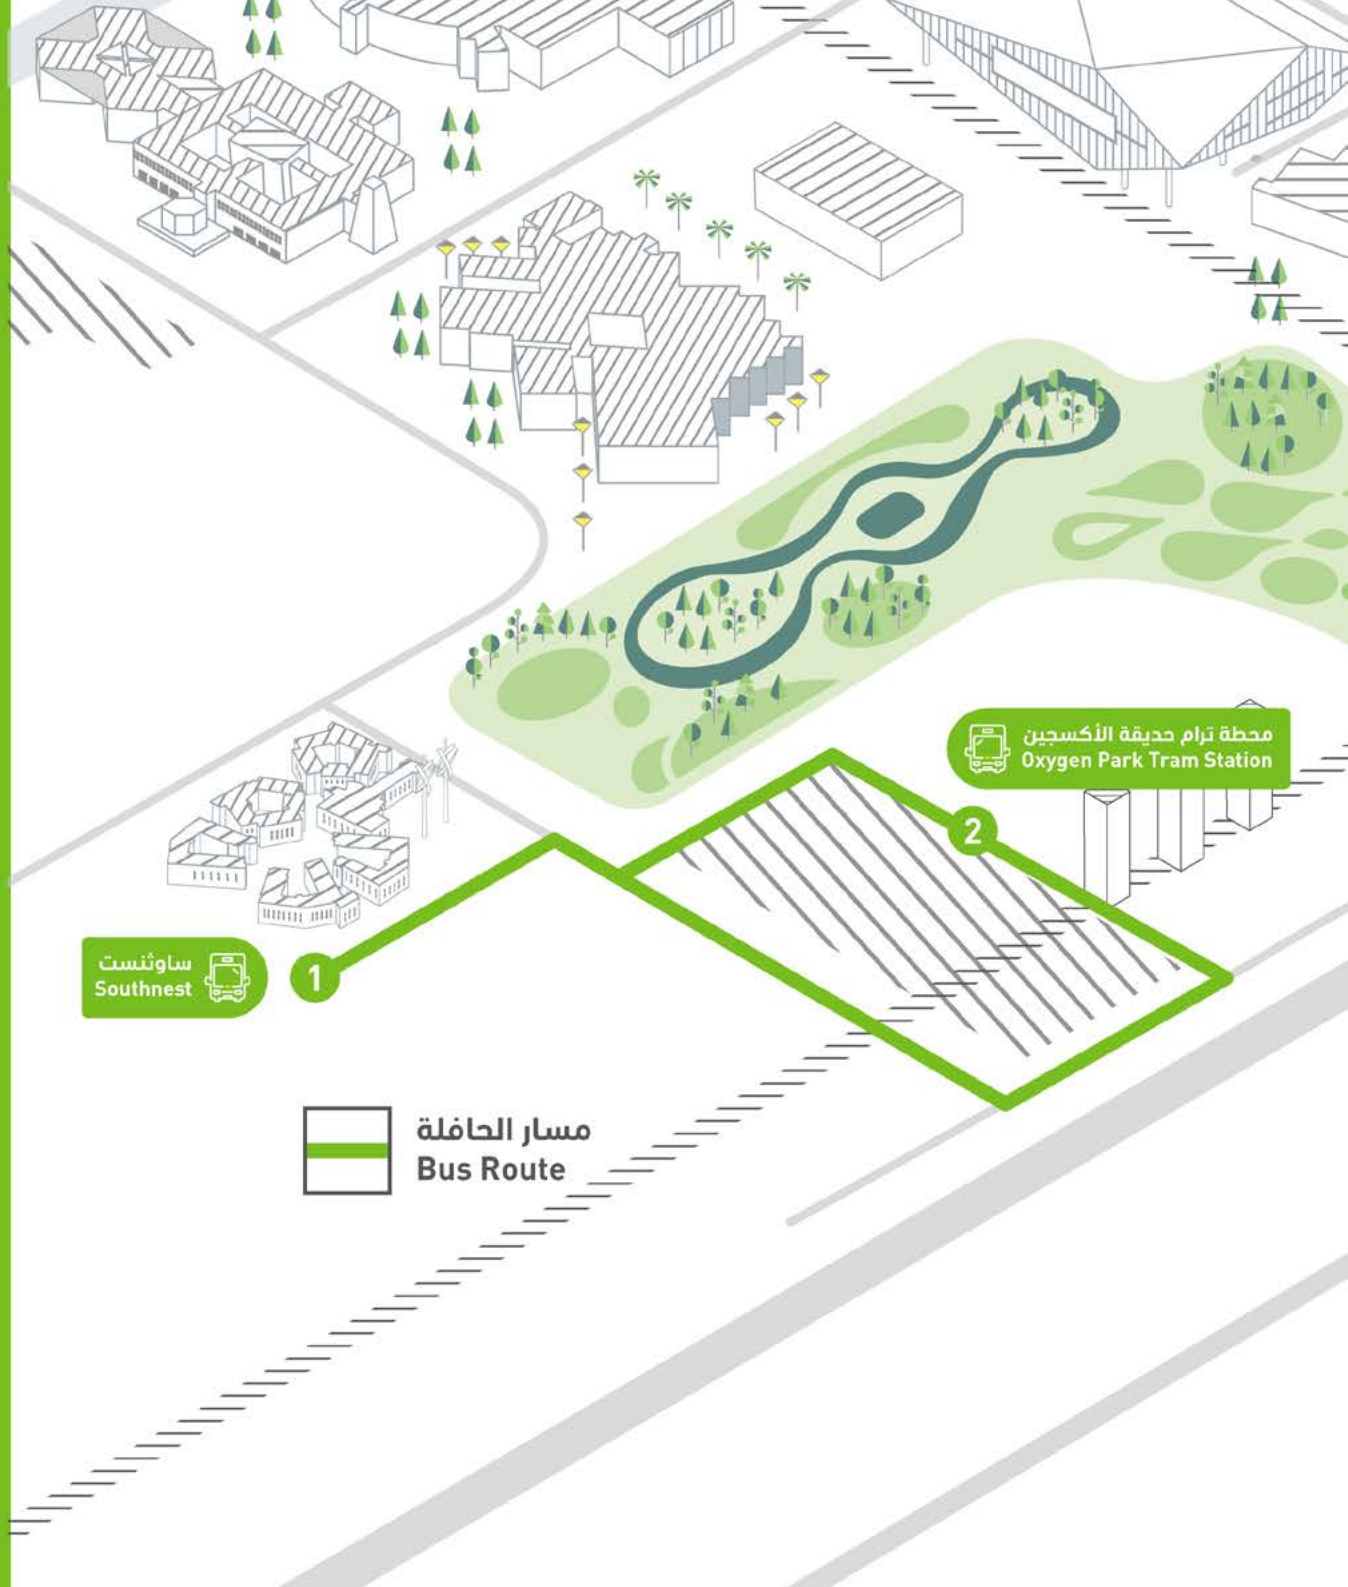 محطة ترام حديقة الأكسجين
Oxygen Park Tram Station
2
ساوثنست
Southnest
1
مسار الحافلة
Bus Route